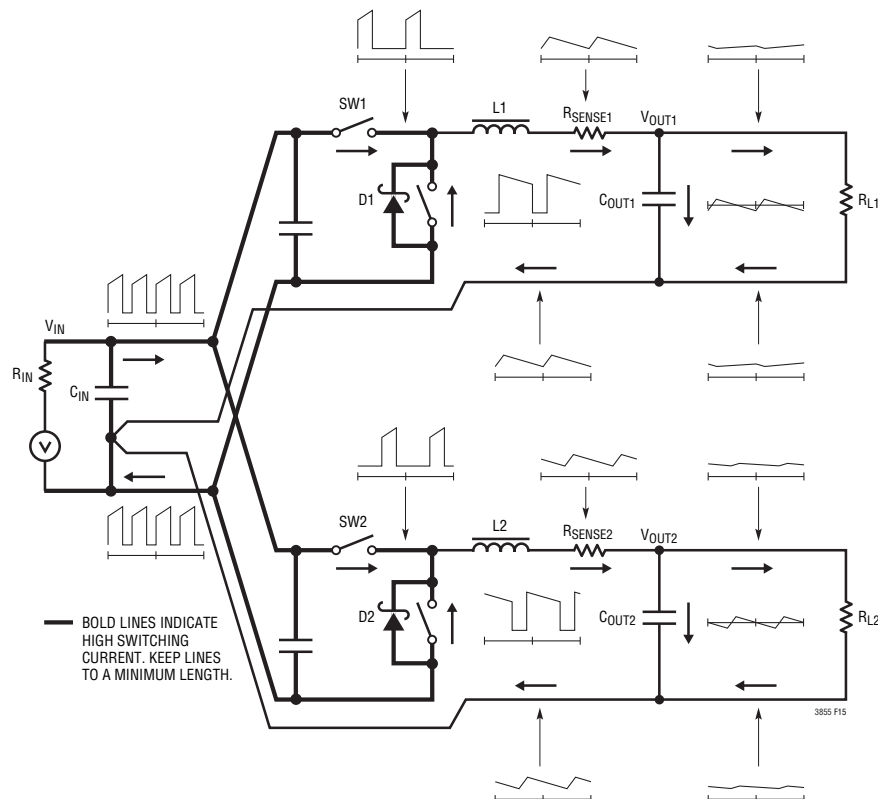 SW1
L1
RSENSE1
VOUT1
D1
COUT1
RL1
VIN
RIN
CIN
V
SW2
L2
RSENSE2
VOUT2
D2
COUT2
RL2
BOLD LINES INDICATE
HIGH SWITCHING
CURRENT. KEEP LINES
TO A MINIMUM LENGTH.
3855 F15